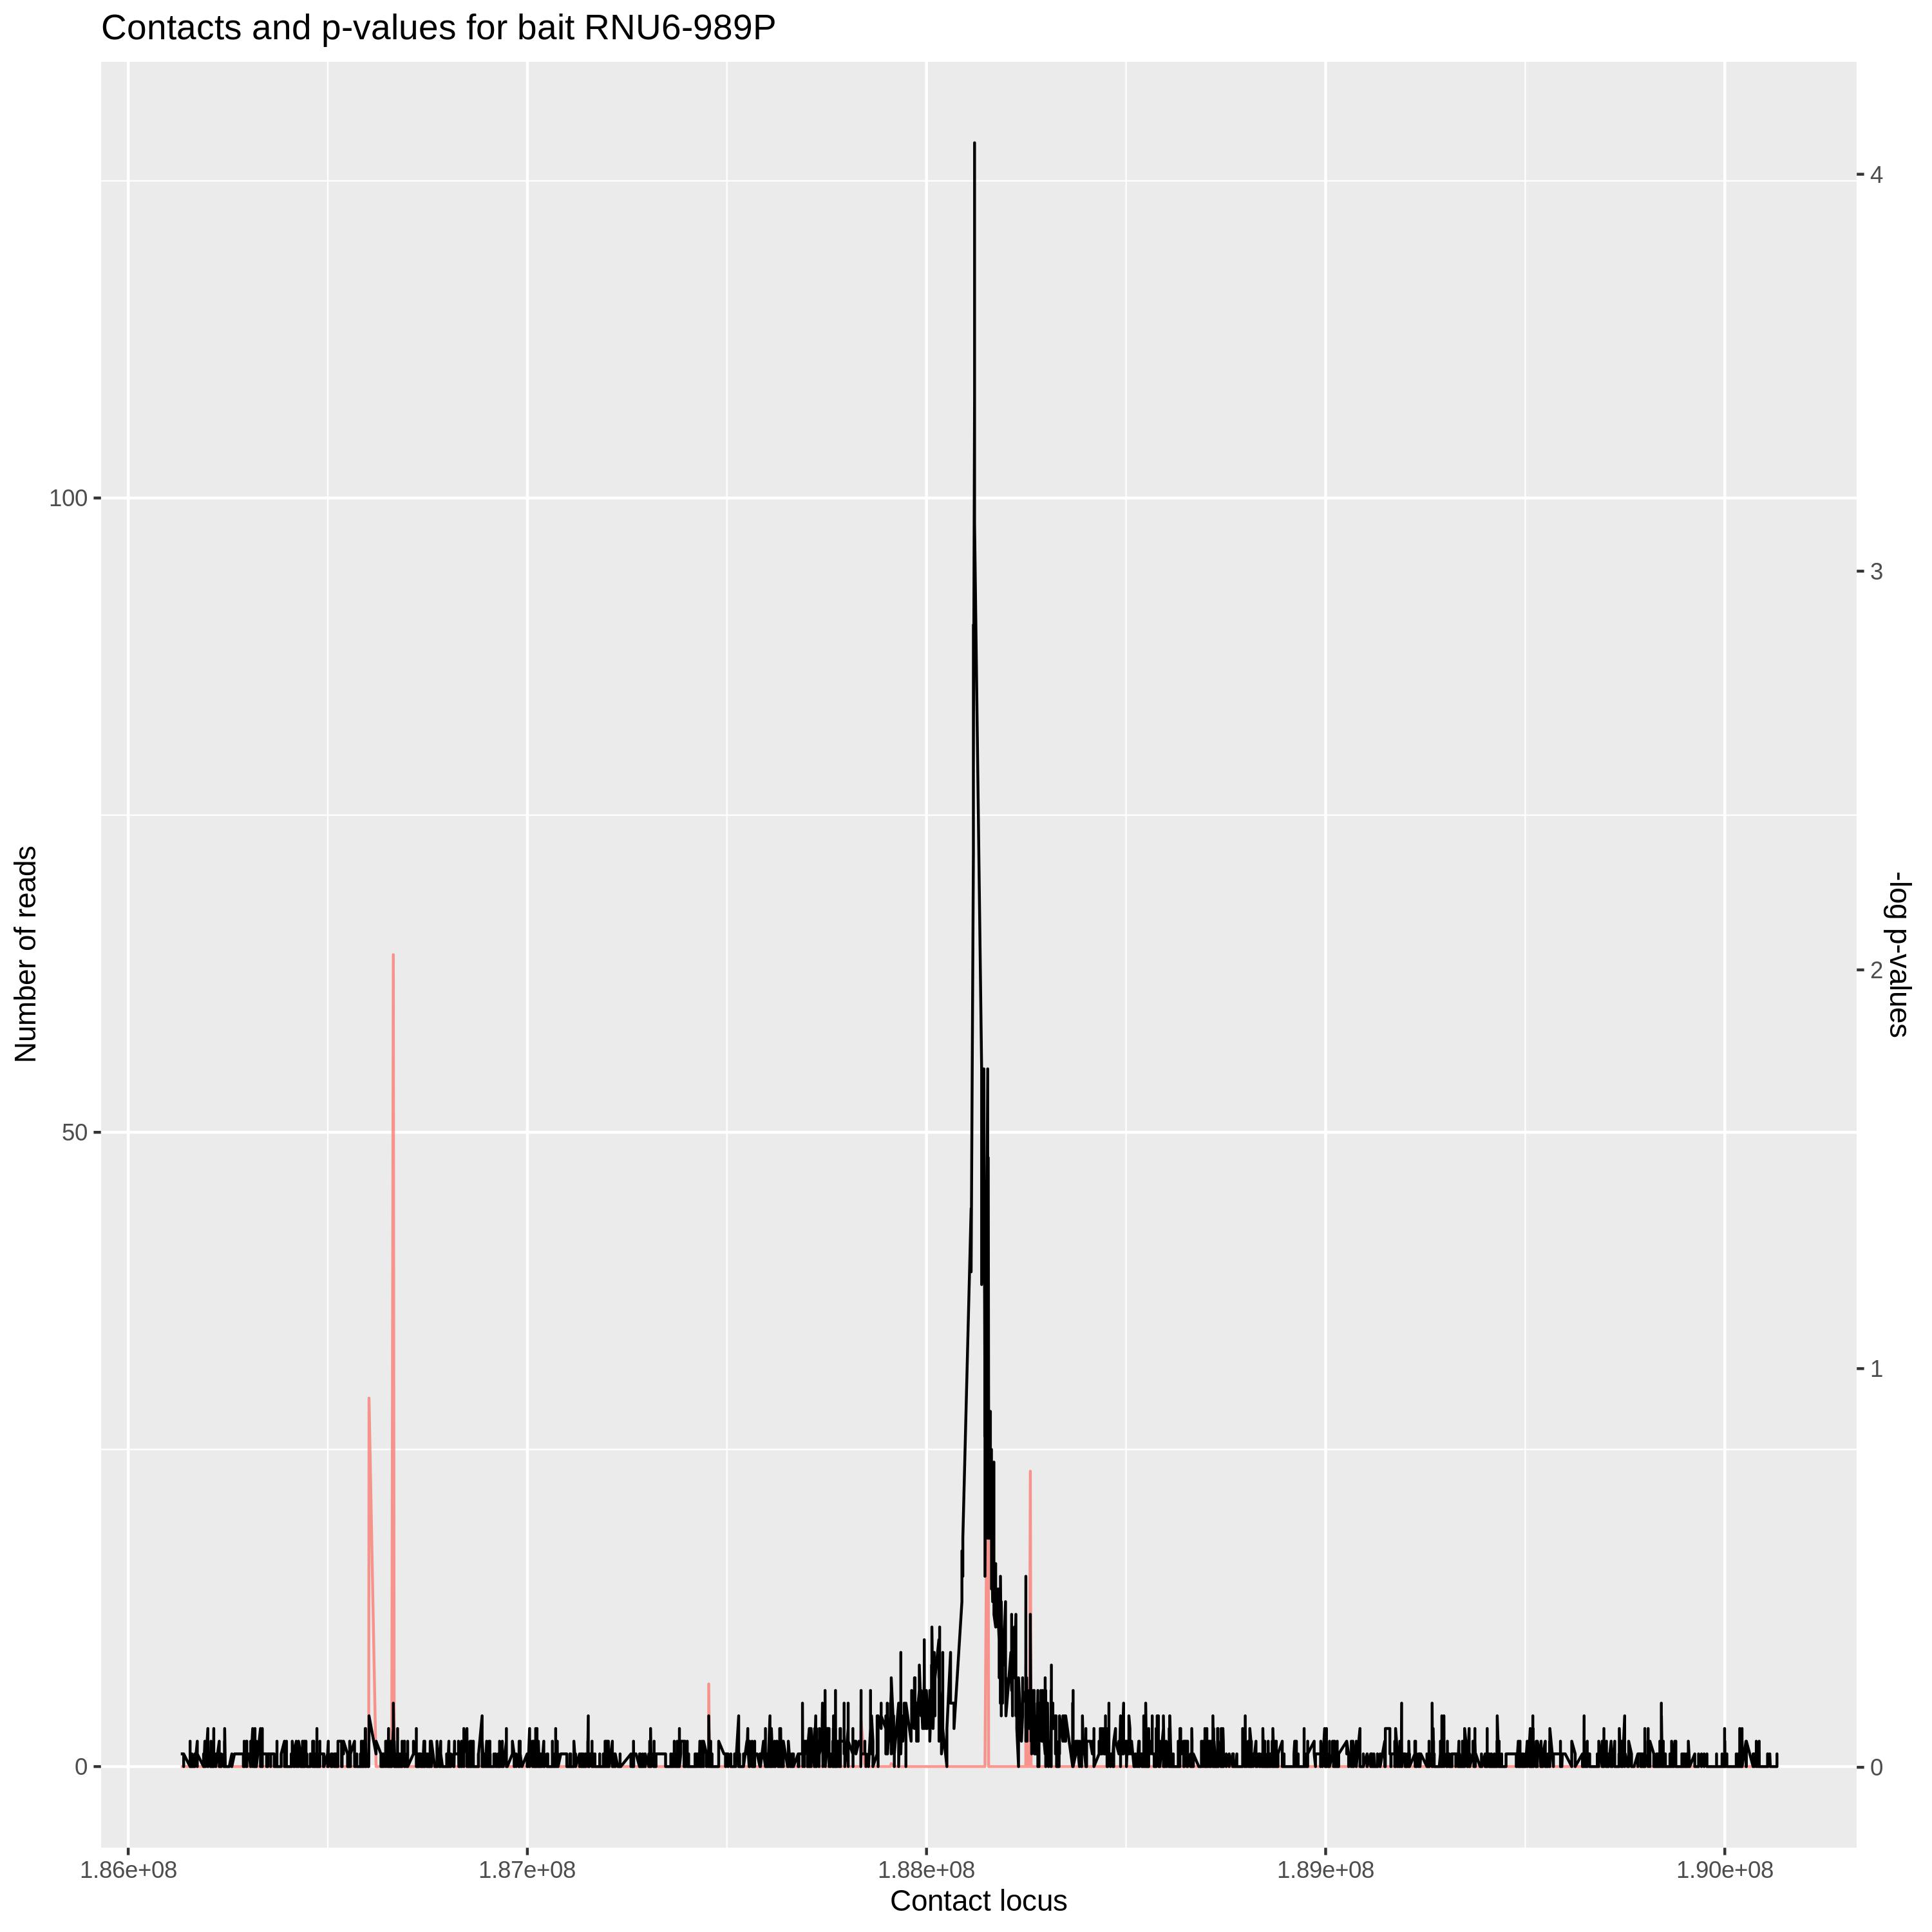 Contacts and p-values for bait RNU6-989P
Number of reads
100
50
0
4
3
2
1
0
-log p-values
1.86e+08 1.87e+08 1.88e+08 1.89e+08 1.90e+08
Contact locus